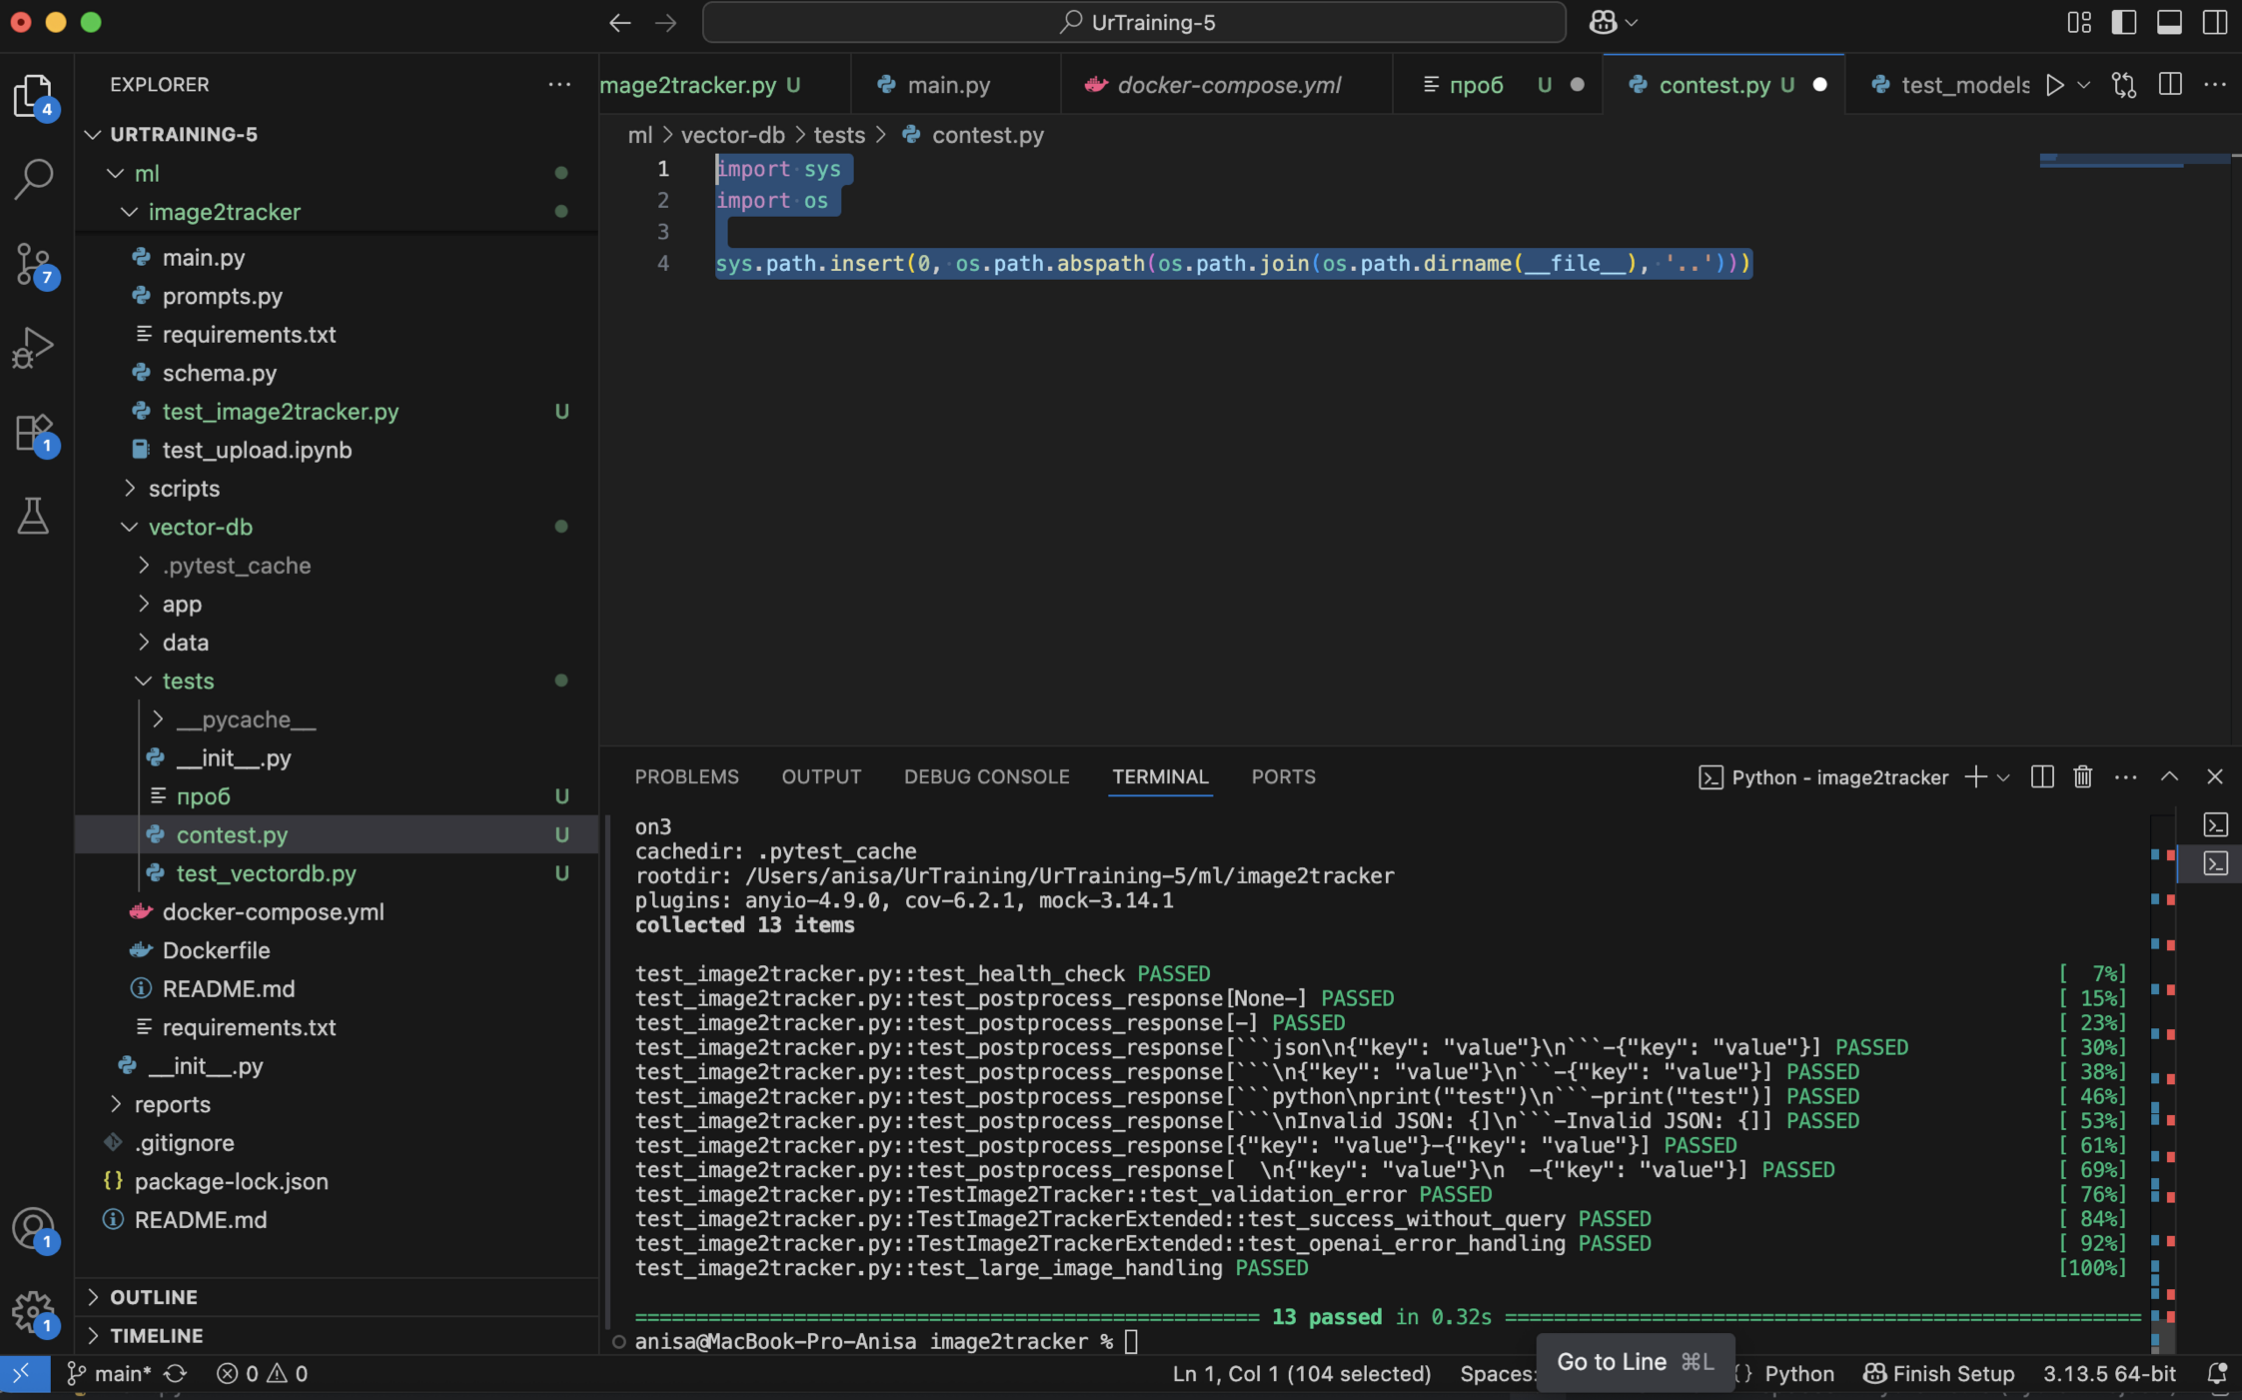 UrTraining-5
EXPLORER
mage2tracker.py U
main.py
docker-compose.yml
проб U
contest.py U
test_models
4
URTRAINING-5
ml > vector-db > tests > contest.py
ml
image2tracker
1 import sys
2 import os
3
4 sys.path.insert(0, os.path.abspath(os.path.join(os.path.dirname(__file__), '..')))
main.py
7
prompts.py
requirements.txt
schema.py
test_image2tracker.py U
1
test_upload.ipynb
scripts
vector-db
.pytest_cache
app
data
tests
__pycache__
__init__.py
проб U
contest.py U
test_vectordb.py U
docker-compose.yml
Dockerfile
README.md
requirements.txt
__init__.py
reports
.gitignore
package-lock.json
README.md
1
OUTLINE
1
TIMELINE
PROBLEMS OUTPUT DEBUG CONSOLE TERMINAL PORTS
Python - image2tracker
on3
cachedir: .pytest_cache
rootdir: /Users/anisa/UrTraining/UrTraining-5/ml/image2tracker
plugins: anyio-4.9.0, cov-6.2.1, mock-3.14.1
collected 13 items
test_image2tracker.py::test_health_check PASSED [ 7%]
test_image2tracker.py::test_postprocess_response[None-] PASSED [ 15%]
test_image2tracker.py::test_postprocess_response[-] PASSED [ 23%]
test_image2tracker.py::test_postprocess_response[```json\n{"key": "value"}\n```-{"key": "value"}] PASSED [ 30%]
test_image2tracker.py::test_postprocess_response[```\n{"key": "value"}\n```-{"key": "value"}] PASSED [ 38%]
test_image2tracker.py::test_postprocess_response[```python\nprint("test")\n```-print("test")] PASSED [ 46%]
test_image2tracker.py::test_postprocess_response[```\nInvalid JSON: {]\n```-Invalid JSON: {]] PASSED [ 53%]
test_image2tracker.py::test_postprocess_response[{"key": "value"}-{"key": "value"}] PASSED [ 61%]
test_image2tracker.py::test_postprocess_response[  \n{"key": "value"}\n  -{"key": "value"}] PASSED [ 69%]
test_image2tracker.py::TestImage2Tracker::test_validation_error PASSED [ 76%]
test_image2tracker.py::TestImage2TrackerExtended::test_success_without_query PASSED [ 84%]
test_image2tracker.py::TestImage2TrackerExtended::test_openai_error_handling PASSED [ 92%]
test_image2tracker.py::test_large_image_handling PASSED [100%]
13 passed in 0.32s
anisa@MacBook-Pro-Anisa image2tracker %
Go to Line ⌘L
main* 0 0 Ln 1, Col 1 (104 selected) Spaces: Python Finish Setup 3.13.5 64-bit